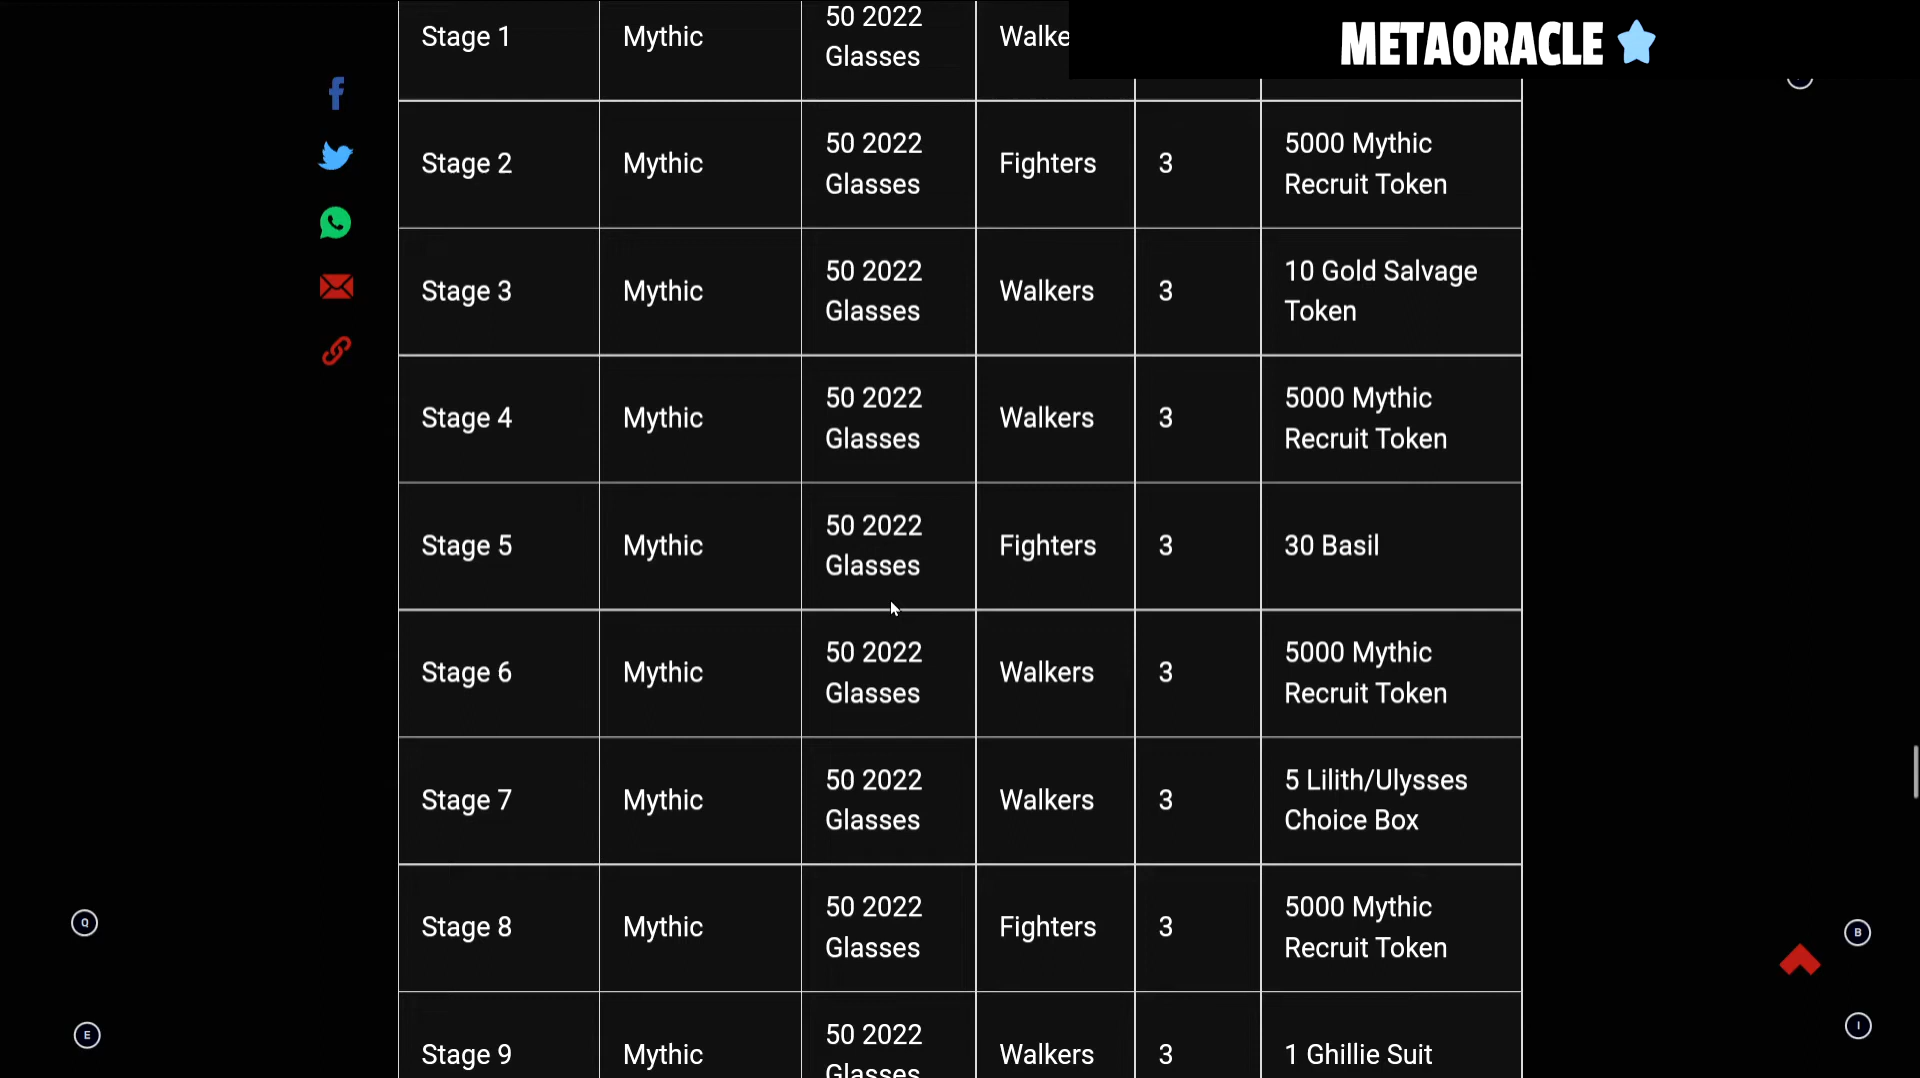 METAORACLE
Stage 1
Mythic
50 2022
Glasses
Walke
Stage 2
Mythic
50 2022
Glasses
Fighters
3
5000 Mythic
Recruit Token
Stage 3
Mythic
50 2022
Glasses
Walkers
3
10 Gold Salvage
Token
Stage 4
Mythic
50 2022
Glasses
Walkers
3
5000 Mythic
Recruit Token
Stage 5
Mythic
50 2022
Glasses
Fighters
3
30 Basil
Stage 6
Mythic
50 2022
Glasses
Walkers
3
5000 Mythic
Recruit Token
Stage 7
Mythic
50 2022
Glasses
Walkers
3
5 Lilith/Ulysses
Choice Box
Stage 8
Mythic
50 2022
Glasses
Fighters
3
5000 Mythic
Recruit Token
Stage 9
Mythic
50 2022
Glasses
Walkers
3
1 Ghillie Suit
Q
E
B
I